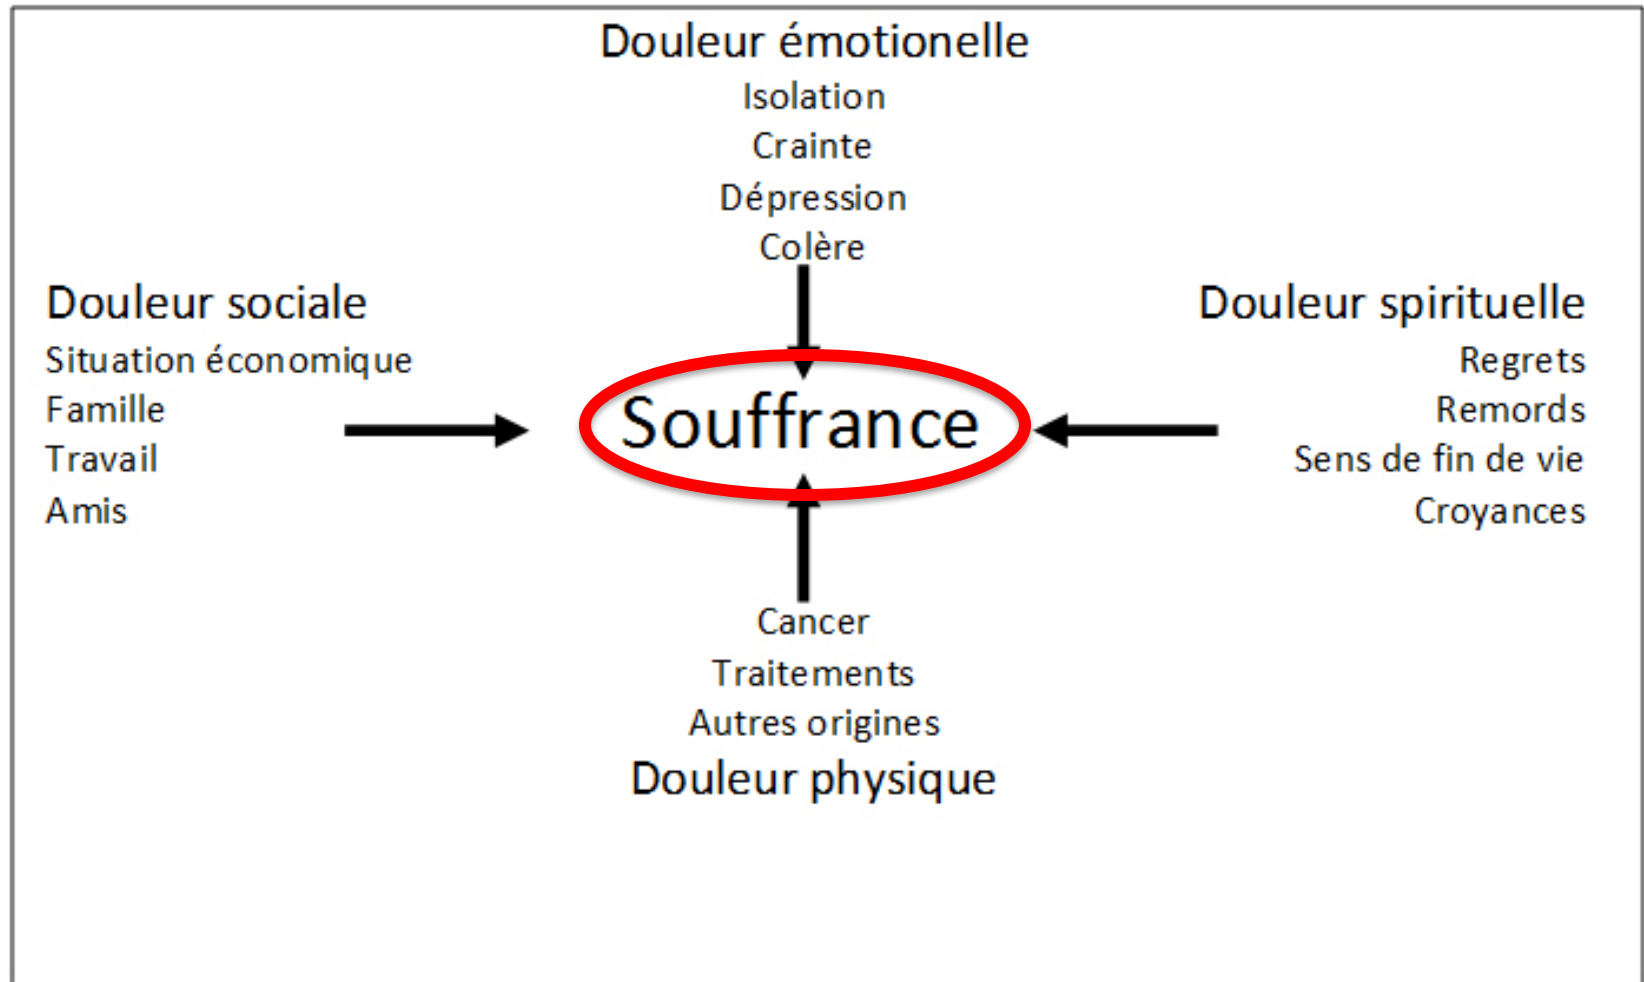 Douleur émotionelle
Isolation
Crainte
Dépression
Colère
Douleur sociale
Situation économique
Famille
Travail
Amis
Souffrance
Douleur spirituelle
Regrets
Remords
Sens de fin de vie
Croyances
Cancer
Traitements
Autres origines
Douleur physique